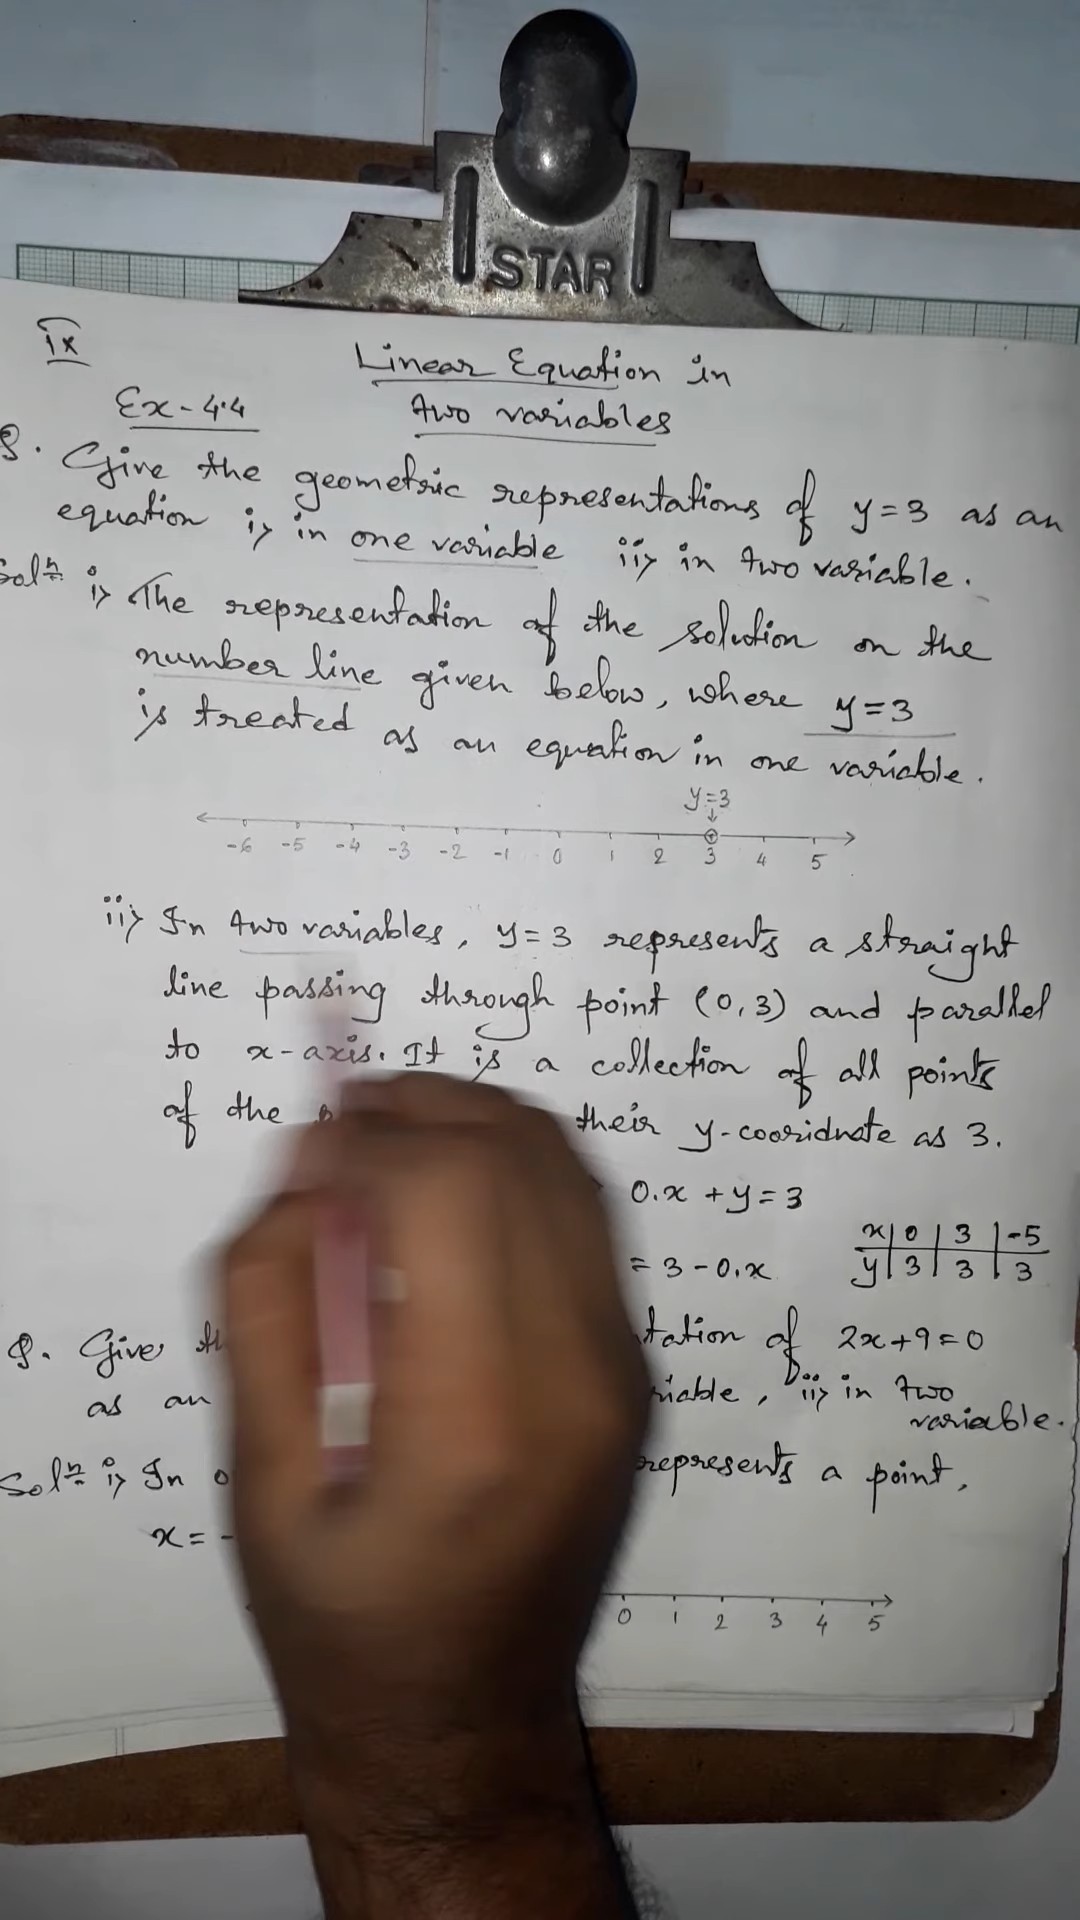 STAR
IX
Linear Equation in
Ex-4.4 two variables
Q. Give the geometric representations of y=3 as an
equation i) in one variable ii) in two variable.
Solⁿ i) The representation of the solution on the
number line given below, where y=3
is treated as an equation in one variable.
y=3
-6 -5 -4 -3 -2 -1 0 1 2 3 4 5
ii) In two variables, y=3 represents a straight
line passing through point (0,3) and parallel
to x-axis. It is a collection of all points
of the their y-cooridnate as 3.
0.x + y = 3
x 0 3 -5
= 3 - 0.x y 3 3 3
Q. Give of 2x+9=0
as an ii) in two
variable.
Solⁿ i) In represents a point,
x = -
0 1 2 3 4 5